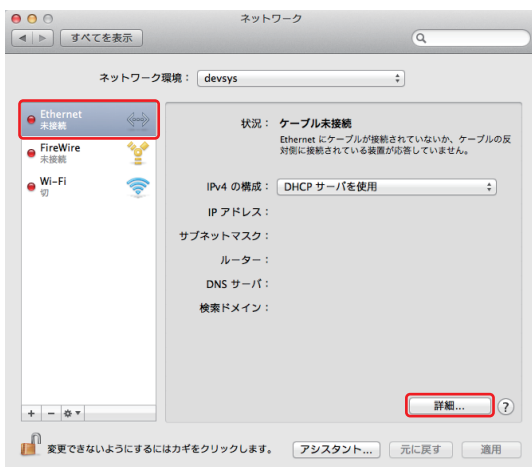 ネットワーク
すべてを表示
ネットワーク環境： devsys
Ethernet
未接続
FireWire
未接続
Wi-Fi
切
状況： ケーブル未接続
Ethernet にケーブルが接続されていないか、ケーブルの反
対側に接続されている装置が応答していません。
IPv4 の構成： DHCP サーバを使用
IP アドレス：
サブネットマスク：
ルーター：
DNS サーバ：
検索ドメイン：
詳細... ?
+ −
変更できないようにするにはカギをクリックします。 アシスタント... 元に戻す 適用